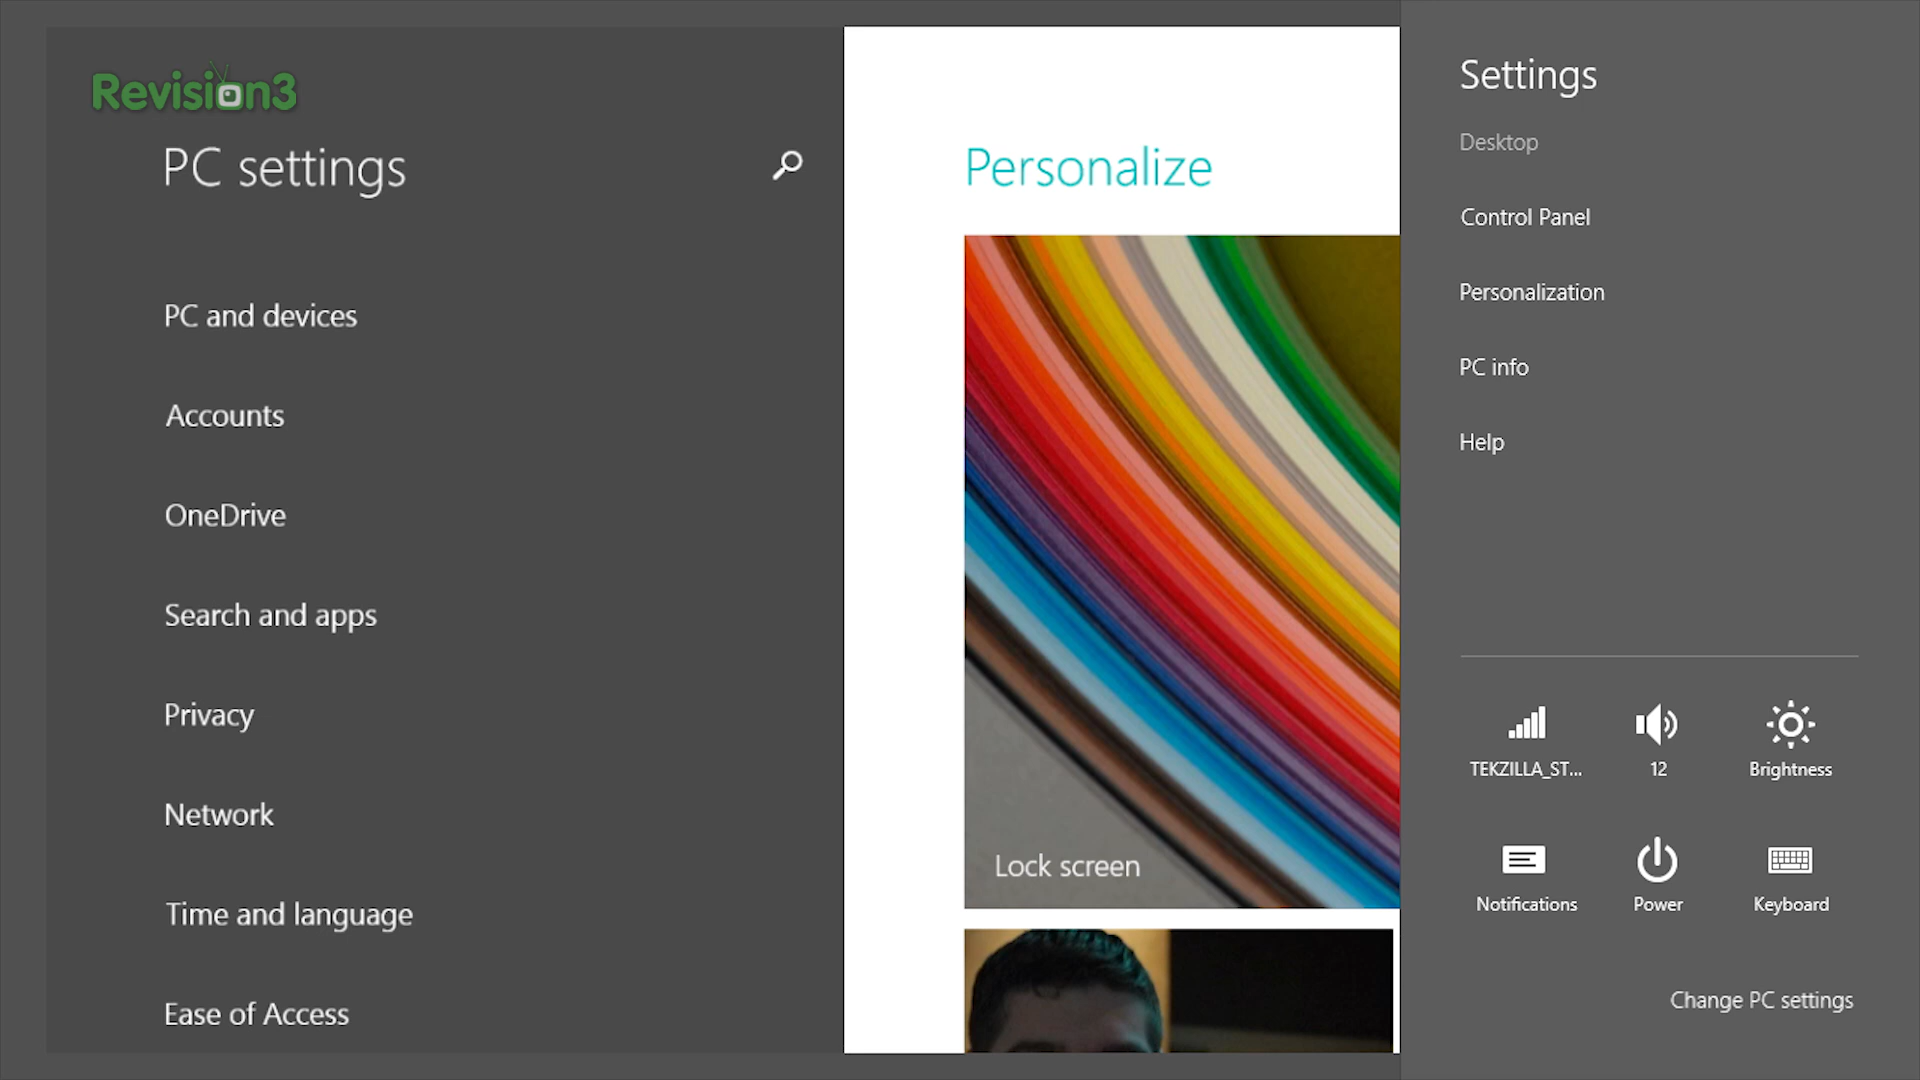 Revision3
PC settings
PC and devices
Accounts
OneDrive
Search and apps
Privacy
Network
Time and language
Ease of Access
Personalize
Lock screen
Settings
Desktop
Control Panel
Personalization
PC info
Help
TEKZILLA_ST...
12
Brightness
Notifications
Power
Keyboard
Change PC settings